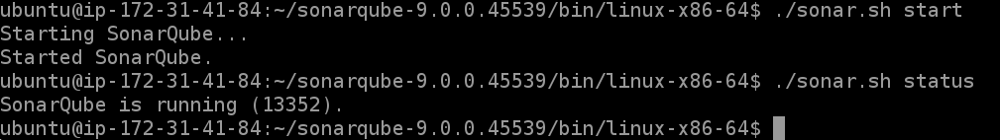 ubuntu@ip-172-31-41-84:~/sonarqube-9.0.0.45539/bin/linux-x86-64$ ./sonar.sh start
Starting SonarQube...
Started SonarQube.
ubuntu@ip-172-31-41-84:~/sonarqube-9.0.0.45539/bin/linux-x86-64$ ./sonar.sh status
SonarQube is running (13352).
ubuntu@ip-172-31-41-84:~/sonarqube-9.0.0.45539/bin/linux-x86-64$